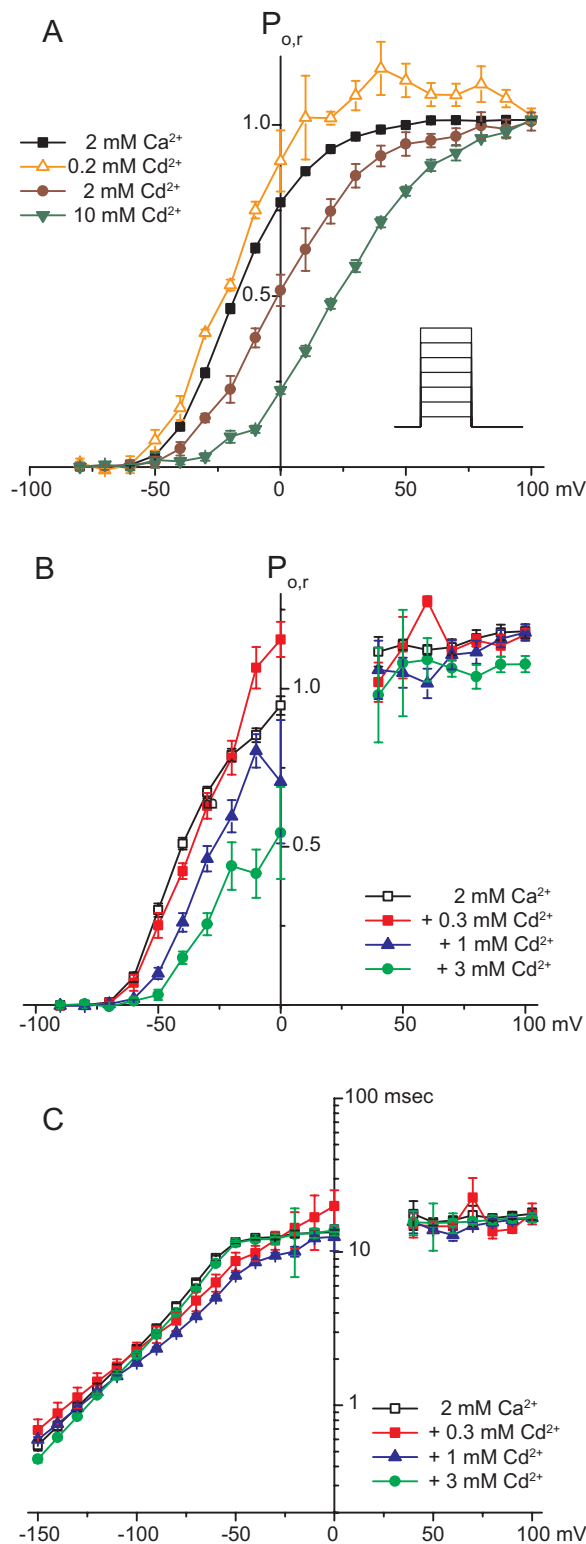 A
P o,r
2 mM Ca²⁺
0.2 mM Cd²⁺
2 mM Cd²⁺
10 mM Cd²⁺
1.0
0.5
-100 -50 0 50 100 mV
B
P o,r
1.0
0.5
2 mM Ca²⁺
+ 0.3 mM Cd²⁺
+ 1 mM Cd²⁺
+ 3 mM Cd²⁺
-100 -50 0 50 100 mV
C
100 msec
10
1
2 mM Ca²⁺
+ 0.3 mM Cd²⁺
+ 1 mM Cd²⁺
+ 3 mM Cd²⁺
-150 -100 -50 0 50 100 mV